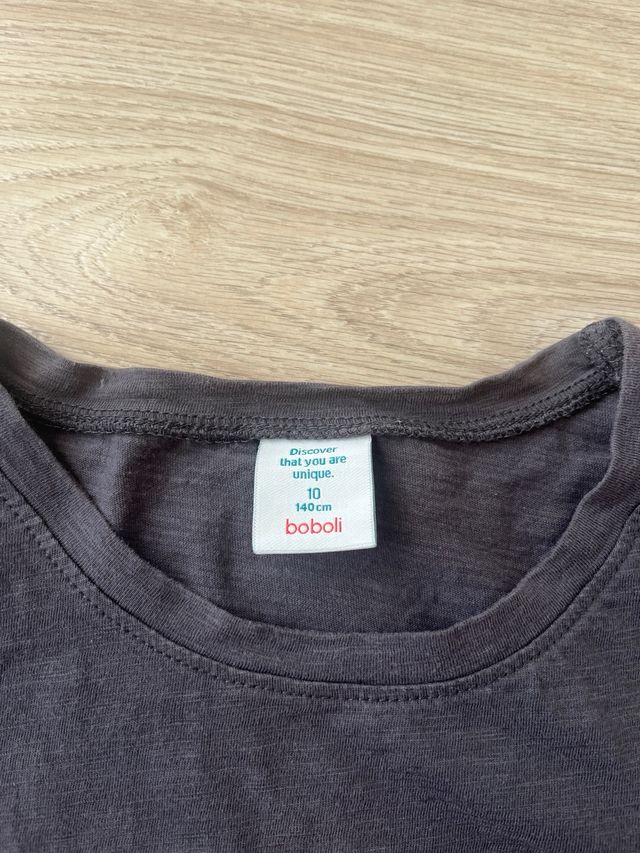 Discover
that you are
unique.
10
140cm
boboli